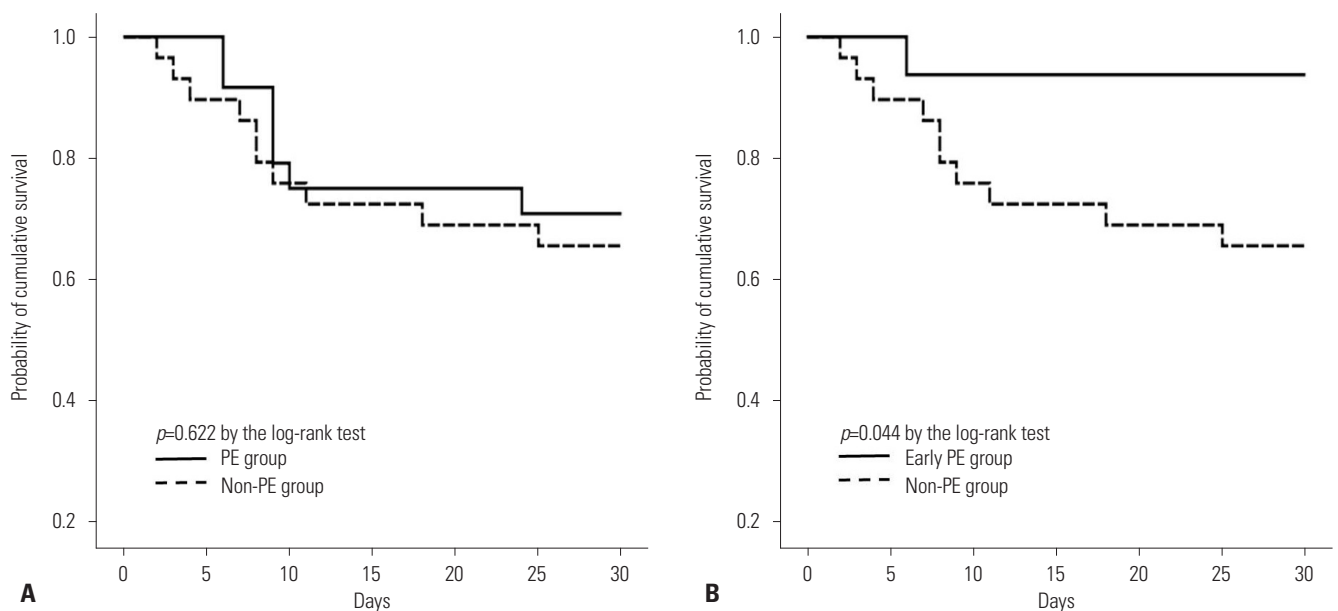 Probability of cumulative survival
1.0
0.8
0.6
0.4
0.2
p=0.622 by the log-rank test
PE group
Non-PE group
0 5 10 15 20 25 30
Days
A
Probability of cumulative survival
1.0
0.8
0.6
0.4
0.2
p=0.044 by the log-rank test
Early PE group
Non-PE group
0 5 10 15 20 25 30
Days
B